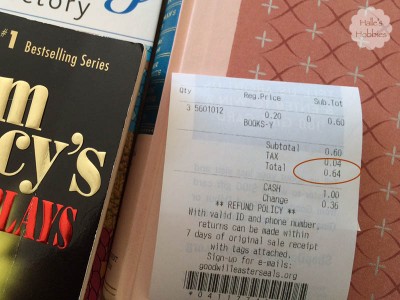 ctory
#1 Bestselling Series
m
cy's
PLAYS
Halle's
Hobbies
Qty Reg.Price Sub.Tot
3 5601012 0.20 n 0.60
BOOKS-Y
Subtotal 0.60
TAX 0.04
Total 0.64
CASH 1.00
Change 0.36
** REFUND POLICY **
With valid ID and phone number,
returns can be made within
7 days of original sale receipt
with tags attached.
Sign-up for e-mails:
goodwilleasterseals.org